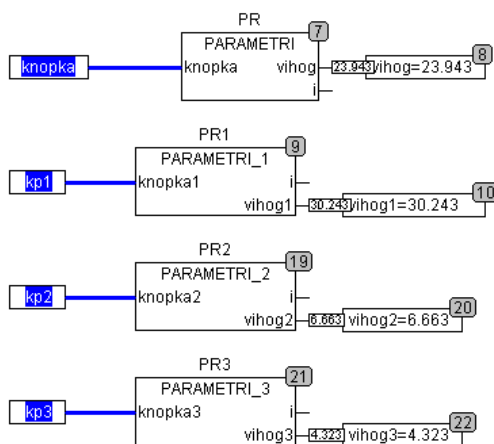 PR
7
PARAMETRI
8
knopka knopka vihog 23.943 vihog=23.943
i
PR1
9
PARAMETRI_1
kp1 knopka1 i
10
vihog1 30.243 vihog1=30.243
PR2
19
PARAMETRI_2
kp2 knopka2 i
20
vihog2 6.663 vihog2=6.663
PR3
21
PARAMETRI_3
kp3 knopka3 i
22
vihog3 4.323 vihog3=4.323